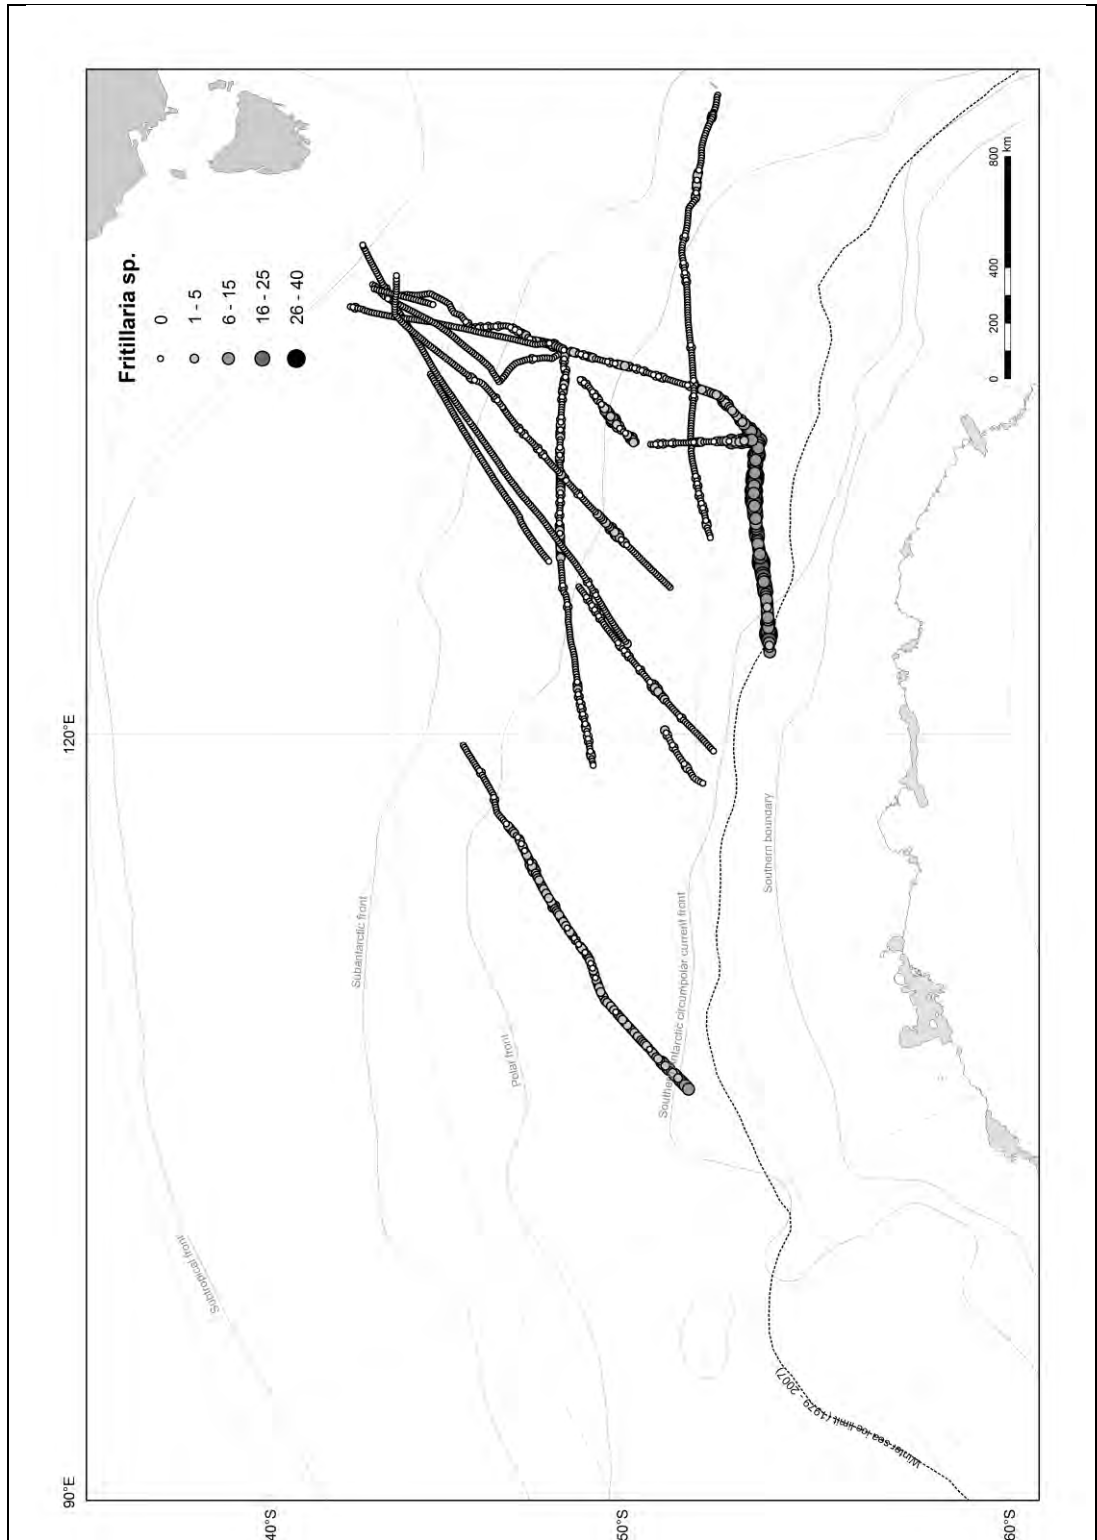 Fritillaria sp.
0
1 - 5
6 - 15
16 - 25
26 - 40
90°E
120°E
40°S
50°S
60°S
Subtropical front
Subantarctic front
Polar front
Southern antarctic circumpolar current front
Southern boundary
Winter sea ice limit (1979 - 2007)
0 200 400 800
km